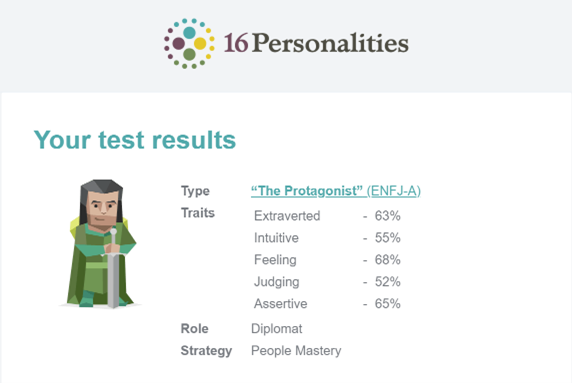 16Personalities
Your test results
Type “The Protagonist” (ENFJ-A)
Traits Extraverted - 63%
Intuitive - 55%
Feeling - 68%
Judging - 52%
Assertive - 65%
Role Diplomat
Strategy People Mastery